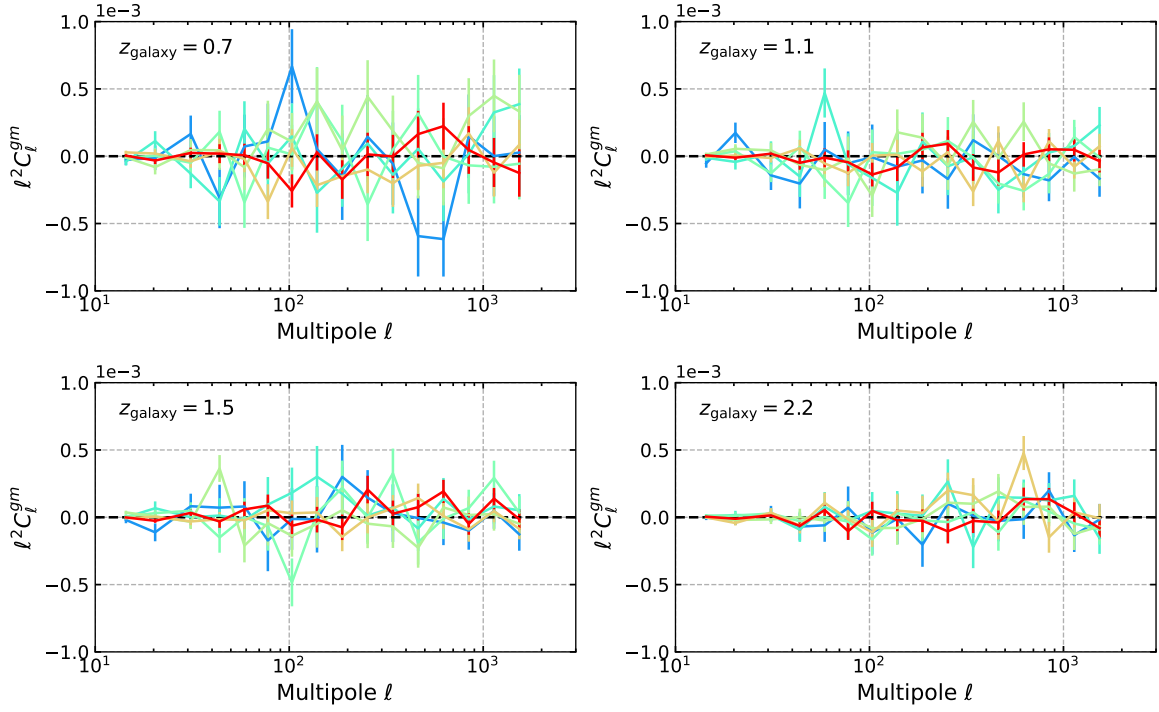 1e−3
z_galaxy = 0.7
1.0
0.5
0.0
−0.5
−1.0
ℓ²C_ℓ^{gm}
10¹ 10² 10³
Multipole ℓ
1e−3
z_galaxy = 1.1
1.0
0.5
0.0
−0.5
−1.0
ℓ²C_ℓ^{gm}
10¹ 10² 10³
Multipole ℓ
1e−3
z_galaxy = 1.5
1.0
0.5
0.0
−0.5
−1.0
ℓ²C_ℓ^{gm}
10¹ 10² 10³
Multipole ℓ
1e−3
z_galaxy = 2.2
1.0
0.5
0.0
−0.5
−1.0
ℓ²C_ℓ^{gm}
10¹ 10² 10³
Multipole ℓ